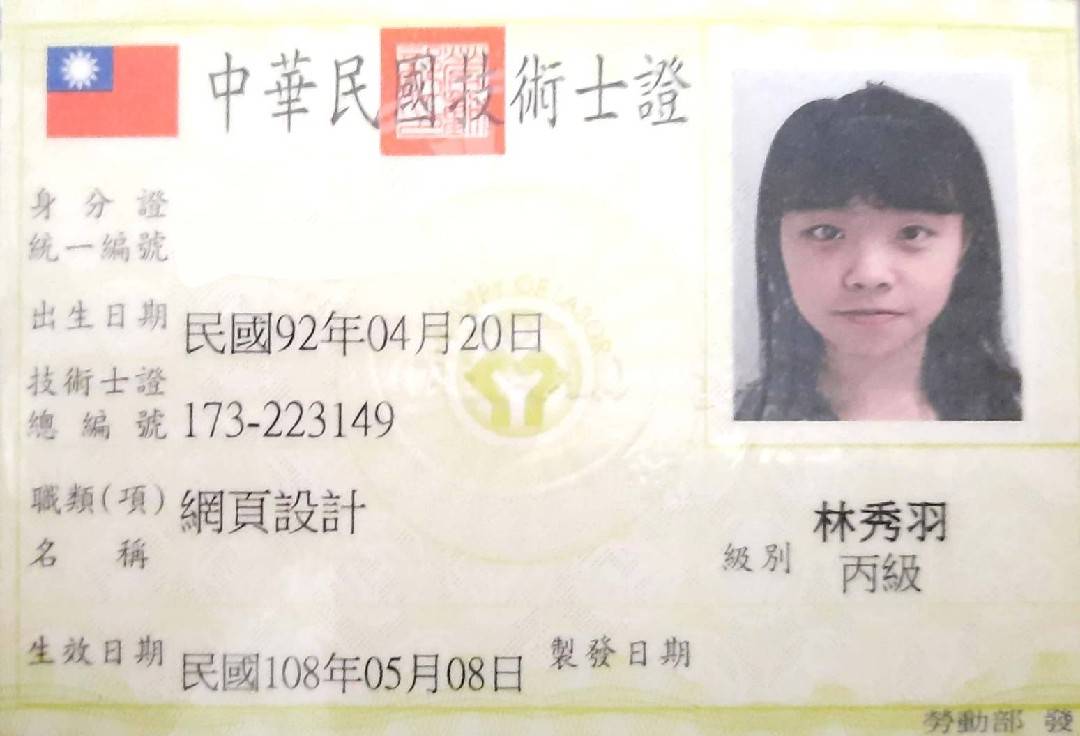 中華民國技術士證
身分證
統一編號
出生日期 民國92年04月20日
技術士證
總編號 173-223149
職類(項) 網頁設計
名稱
林秀羽
級別 丙級
生效日期 民國108年05月08日 製發日期
勞動部 發